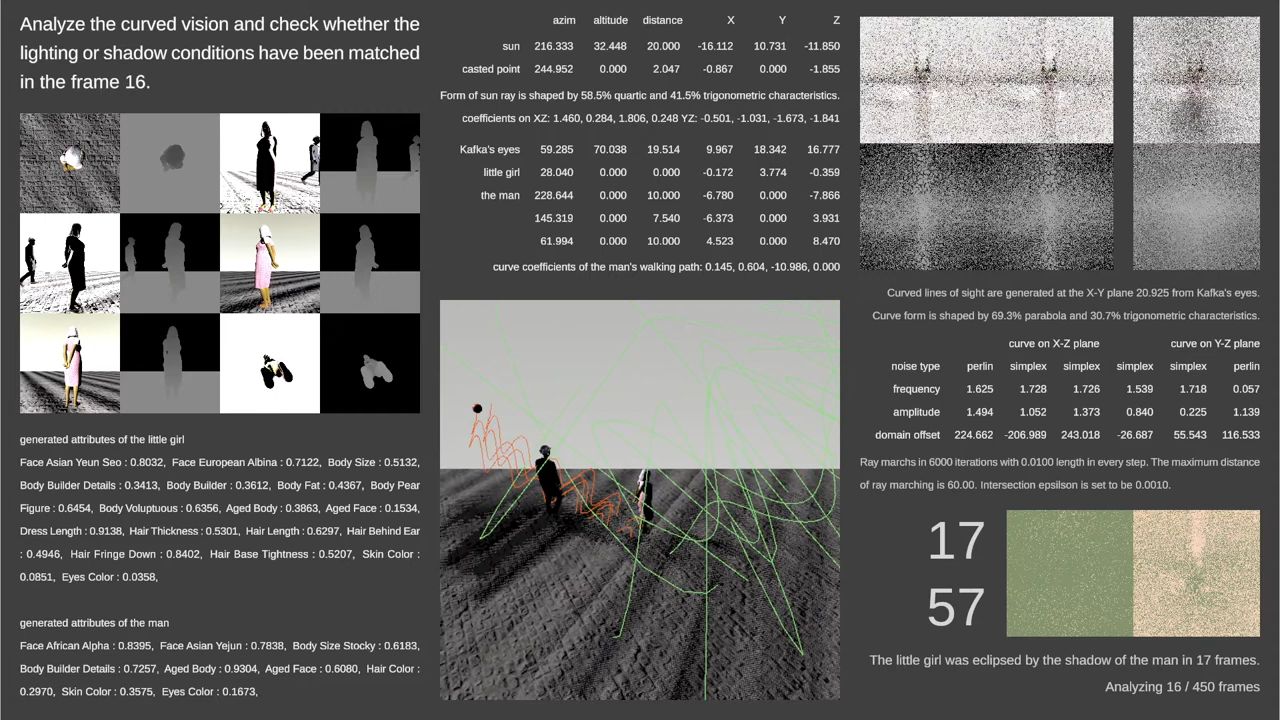 Analyze the curved vision and check whether the
lighting or shadow conditions have been matched
in the frame 16.
generated attributes of the little girl
Face Asian Yeun Seo : 0.8032, Face European Albina : 0.7122, Body Size : 0.5132,
Body Builder Details : 0.3413, Body Builder : 0.3612, Body Fat : 0.4367, Body Pear
Figure : 0.6454, Body Voluptuous : 0.6356, Aged Body : 0.3863, Aged Face : 0.1534,
Dress Length : 0.9138, Hair Thickness : 0.5301, Hair Length : 0.6297, Hair Behind Ear
: 0.4946, Hair Fringe Down : 0.8402, Hair Base Tightness : 0.5207, Skin Color :
0.0851, Eyes Color : 0.0358,
generated attributes of the man
Face African Alpha : 0.8395, Face Asian Yejun : 0.7838, Body Size Stocky : 0.6183,
Body Builder Details : 0.7257, Aged Body : 0.9304, Aged Face : 0.6080, Hair Color :
0.2970, Skin Color : 0.3575, Eyes Color : 0.1673,
azim altitude distance X Y Z
sun 216.333 32.448 20.000 -16.112 10.731 -11.850
casted point 244.952 0.000 2.047 -0.867 0.000 -1.855
Form of sun ray is shaped by 58.5% quartic and 41.5% trigonometric characteristics.
coefficients on XZ: 1.460, 0.284, 1.806, 0.248 YZ: -0.501, -1.031, -1.673, -1.841
Kafka's eyes 59.285 70.038 19.514 9.967 18.342 16.777
little girl 28.040 0.000 0.000 -0.172 3.774 -0.359
the man 228.644 0.000 10.000 -6.780 0.000 -7.866
145.319 0.000 7.540 -6.373 0.000 3.931
61.994 0.000 10.000 4.523 0.000 8.470
curve coefficients of the man's walking path: 0.145, 0.604, -10.986, 0.000
Curved lines of sight are generated at the X-Y plane 20.925 from Kafka's eyes.
Curve form is shaped by 69.3% parabola and 30.7% trigonometric characteristics.
curve on X-Z plane curve on Y-Z plane
noise type perlin simplex simplex simplex simplex perlin
frequency 1.625 1.728 1.726 1.539 1.718 0.057
amplitude 1.494 1.052 1.373 0.840 0.225 1.139
domain offset 224.662 -206.989 243.018 -26.687 55.543 116.533
Ray marchs in 6000 iterations with 0.0100 length in every step. The maximum distance
of ray marching is 60.00. Intersection epsilson is set to be 0.0010.
17
57
The little girl was eclipsed by the shadow of the man in 17 frames.
Analyzing 16 / 450 frames